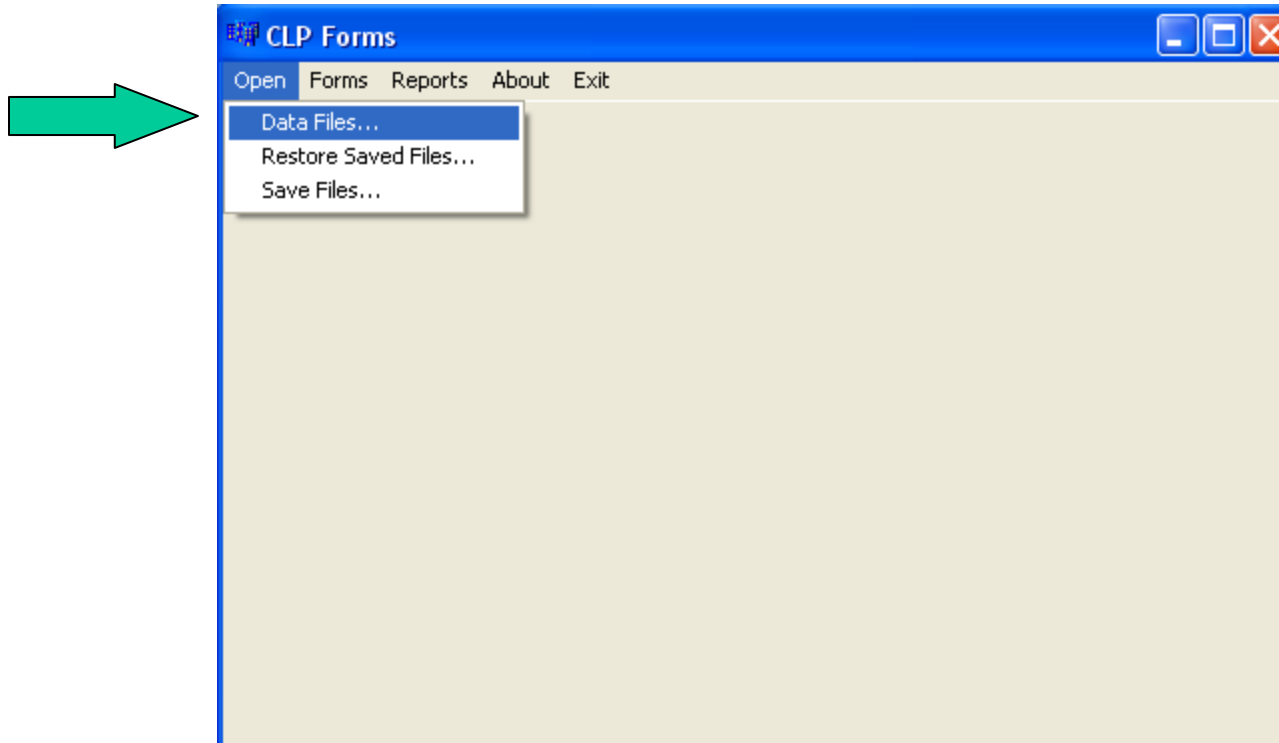 CLP Forms
Open Forms Reports About Exit
Data Files...
Restore Saved Files...
Save Files...